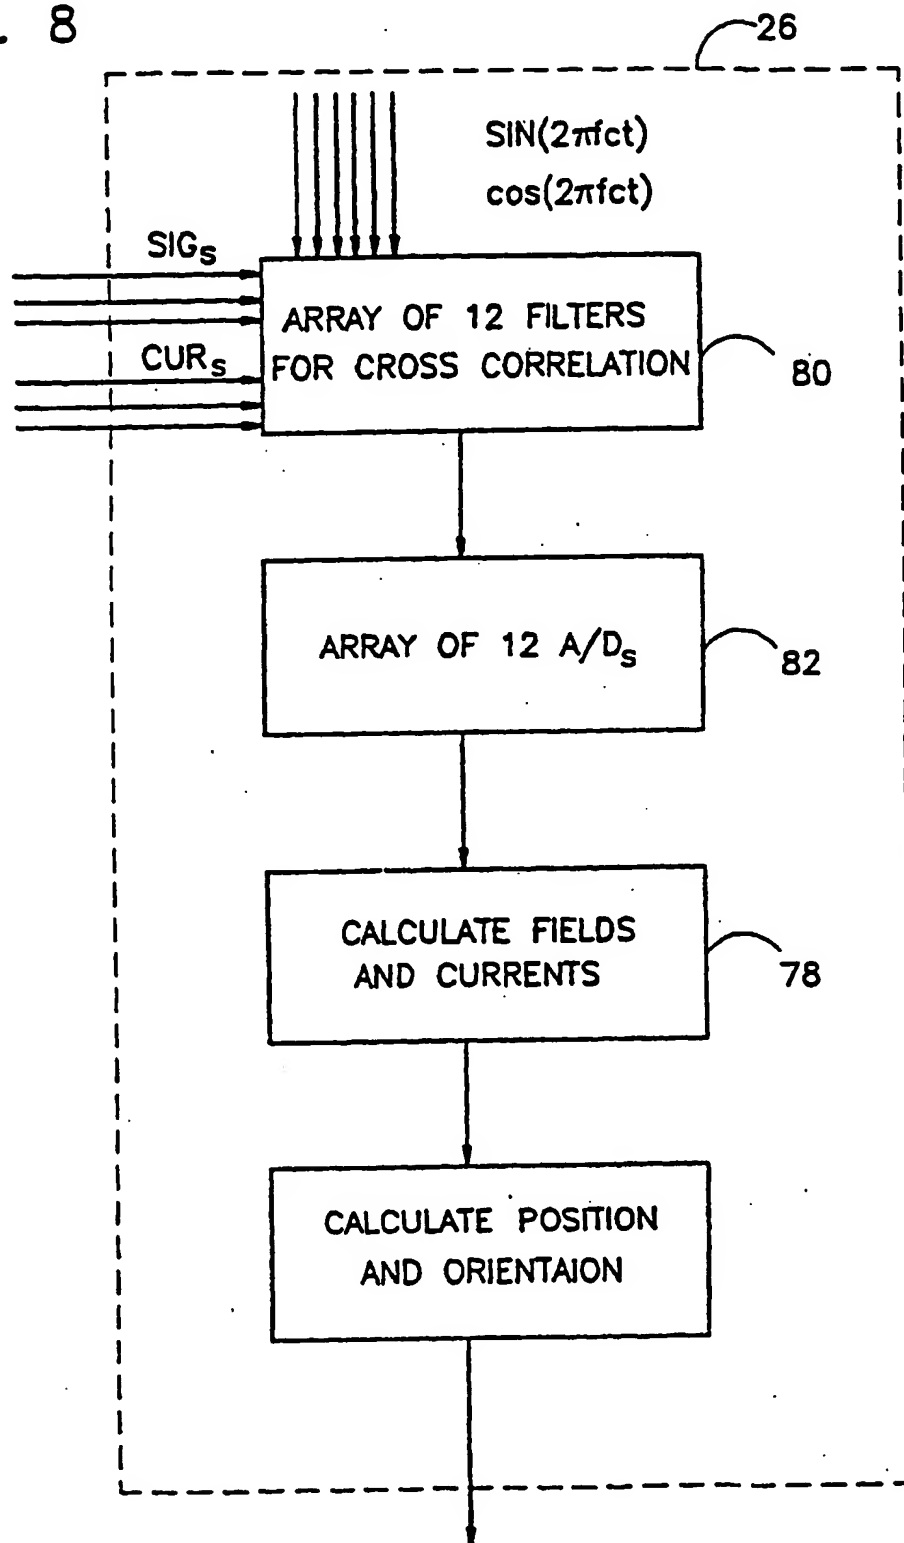 . 8
26
SIN(2πfct)
cos(2πfct)
SIGs
ARRAY OF 12 FILTERS
FOR CROSS CORRELATION
CURs
80
ARRAY OF 12 A/Ds
82
CALCULATE FIELDS
AND CURRENTS
78
CALCULATE POSITION
AND ORIENTAION